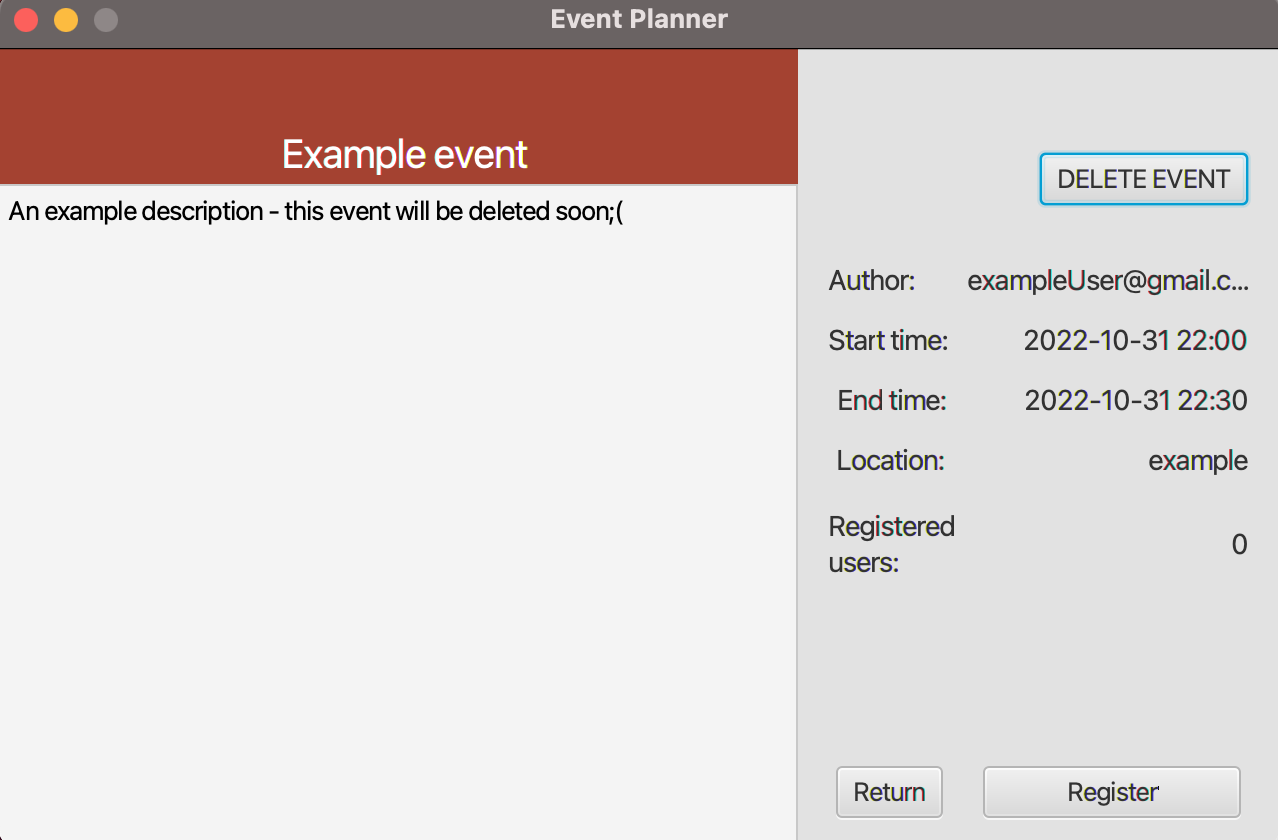 Event Planner
Example event
An example description - this event will be deleted soon;(
DELETE EVENT
Author: exampleUser@gmail.c...
Start time: 2022-10-31 22:00
End time: 2022-10-31 22:30
Location: example
Registered
users: 0
Return Register